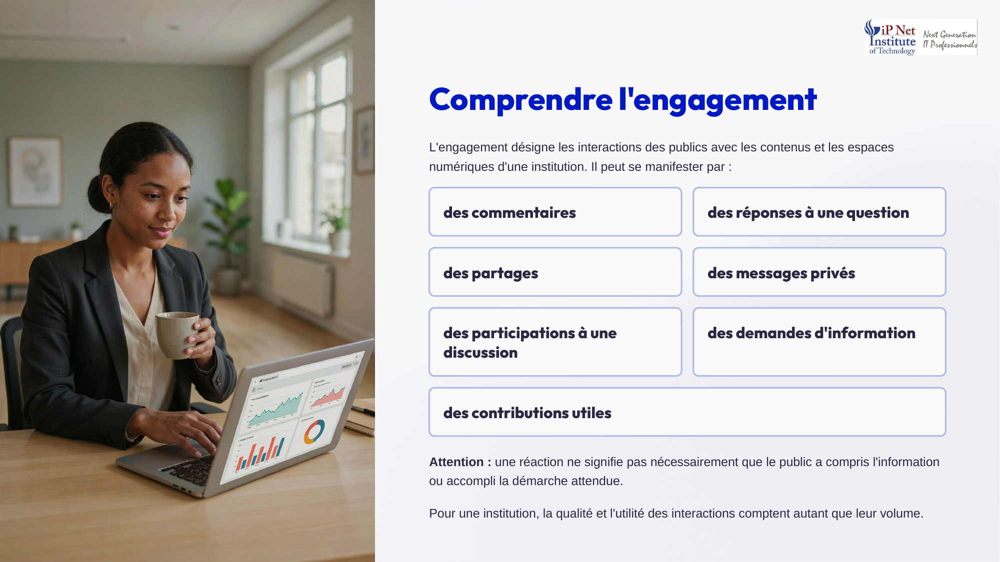 iP Net
Institute
of Technology
Next Generation
IT Professionnels
Comprendre l'engagement
L'engagement désigne les interactions des publics avec les contenus et les espaces
numériques d'une institution. Il peut se manifester par :
des commentaires
des réponses à une question
des partages
des messages privés
des participations à une
discussion
des demandes d'information
des contributions utiles
Attention : une réaction ne signifie pas nécessairement que le public a compris l'information
ou accompli la démarche attendue.
Pour une institution, la qualité et l'utilité des interactions comptent autant que leur volume.